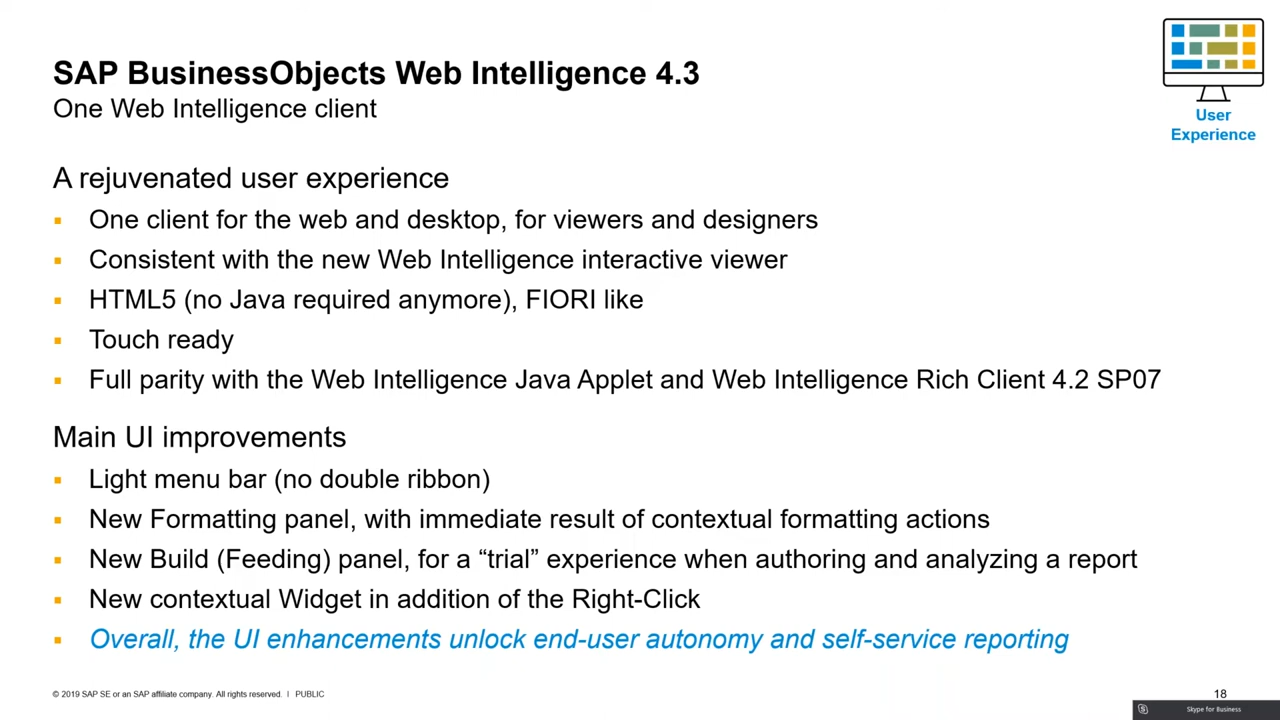 SAP BusinessObjects Web Intelligence 4.3
One Web Intelligence client
User
Experience
A rejuvenated user experience
▪ One client for the web and desktop, for viewers and designers
▪ Consistent with the new Web Intelligence interactive viewer
▪ HTML5 (no Java required anymore), FIORI like
▪ Touch ready
▪ Full parity with the Web Intelligence Java Applet and Web Intelligence Rich Client 4.2 SP07
Main UI improvements
▪ Light menu bar (no double ribbon)
▪ New Formatting panel, with immediate result of contextual formatting actions
▪ New Build (Feeding) panel, for a “trial” experience when authoring and analyzing a report
▪ New contextual Widget in addition of the Right-Click
▪ Overall, the UI enhancements unlock end-user autonomy and self-service reporting
© 2019 SAP SE or an SAP affiliate company. All rights reserved. | PUBLIC
18
Skype for Business